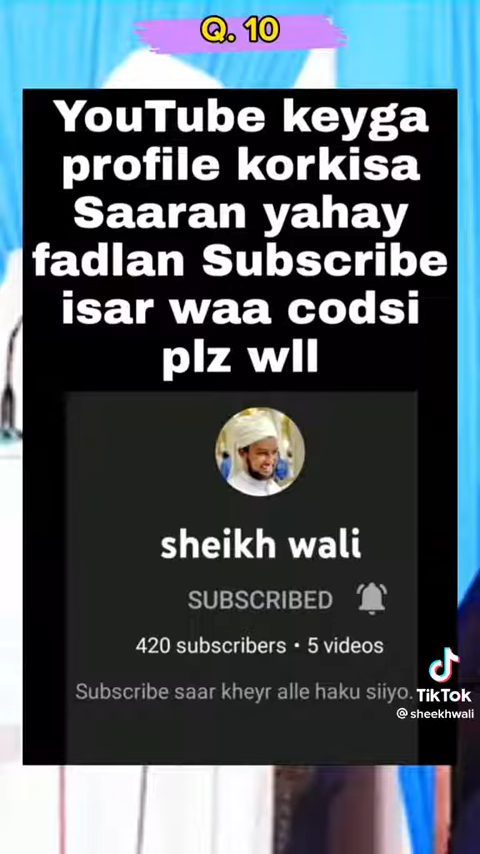 Q. 10
YouTube keyga
profile korkisa
Saaran yahay
fadlan Subscribe
isar waa codsi
plz wll
sheikh wali
SUBSCRIBED
420 subscribers • 5 videos
Subscribe saar kheyr alle haku siiyo.
TikTok
@sheekhwali